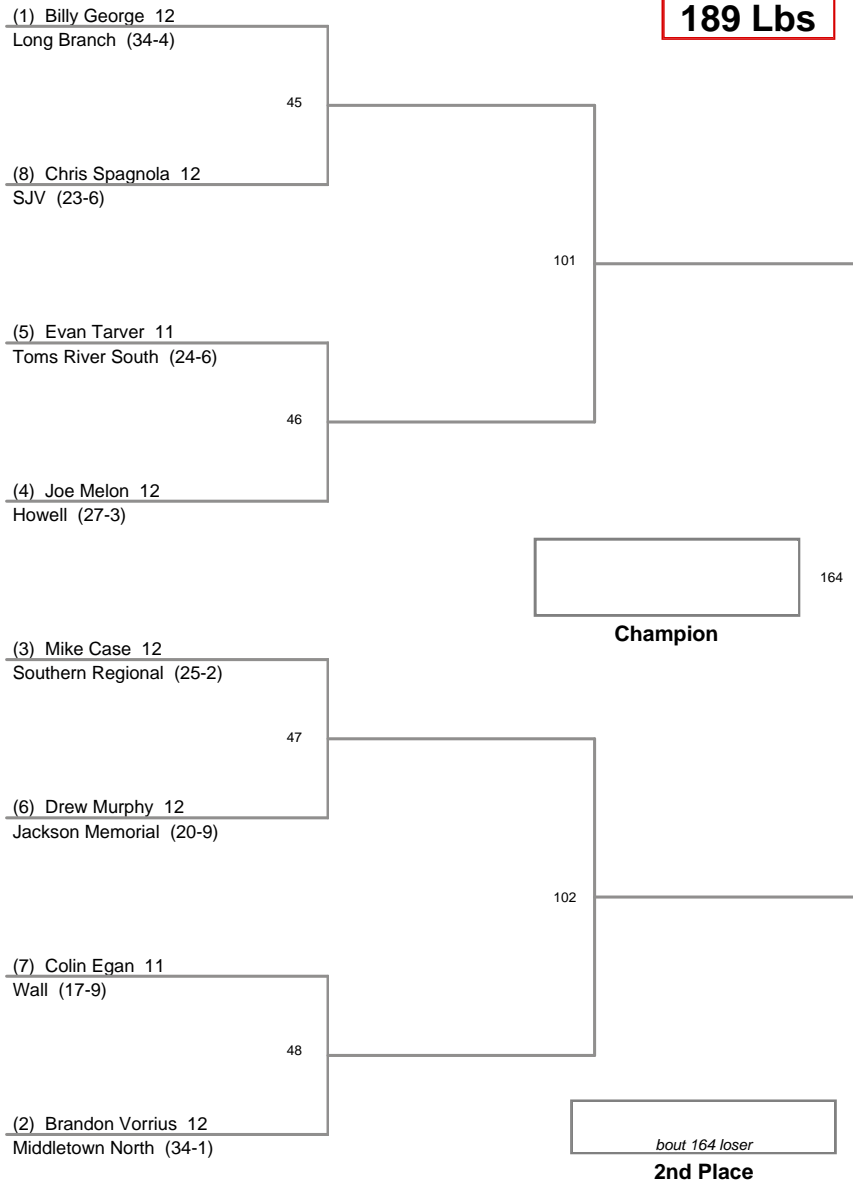 189 Lbs
(1) Billy George 12
Long Branch (34-4)
45
(8) Chris Spagnola 12
SJV (23-6)
101
(5) Evan Tarver 11
Toms River South (24-6)
46
(4) Joe Melon 12
Howell (27-3)
164
Champion
(3) Mike Case 12
Southern Regional (25-2)
47
(6) Drew Murphy 12
Jackson Memorial (20-9)
102
(7) Colin Egan 11
Wall (17-9)
48
(2) Brandon Vorrius 12
Middletown North (34-1)
bout 164 loser
2nd Place